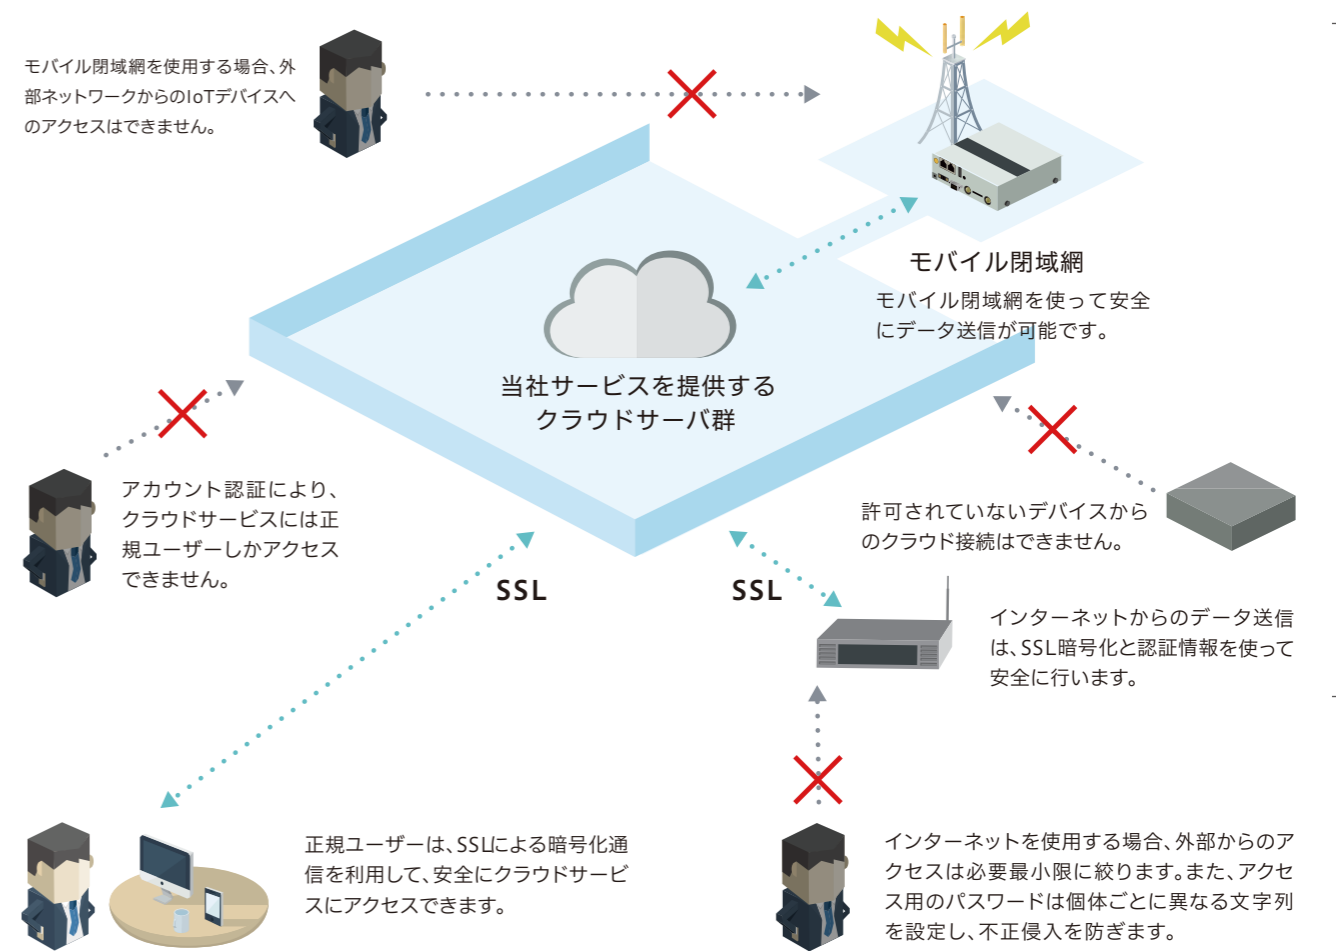 モバイル閉域網を使用する場合、外
部ネットワークからのIoTデバイスへ
のアクセスはできません。
モバイル閉域網
モバイル閉域網を使って安全
にデータ送信が可能です。
当社サービスを提供する
クラウドサーバ群
アカウント認証により、
クラウドサービスには正
規ユーザーしかアクセス
できません。
許可されていないデバイスから
のクラウド接続はできません。
SSL
SSL
インターネットからのデータ送信
は、SSL暗号化と認証情報を使って
安全に行います。
正規ユーザーは、SSLによる暗号化通
信を利用して、安全にクラウドサービ
スにアクセスできます。
インターネットを使用する場合、外部からのア
クセスは必要最小限に絞ります。また、アクセ
ス用のパスワードは個体ごとに異なる文字列
を設定し、不正侵入を防ぎます。